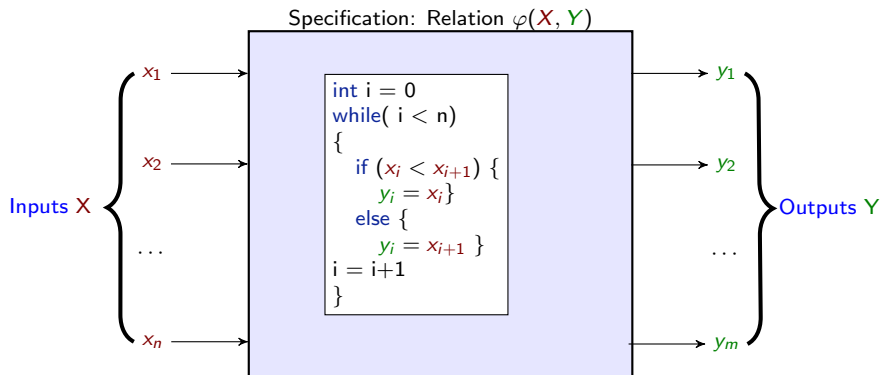 Specification: Relation φ(X, Y)
x₁
x₂
Inputs X
...
xₙ
int i = 0
while( i < n)
{
if (xᵢ < xᵢ₊₁) {
yᵢ = xᵢ}
else {
yᵢ = xᵢ₊₁ }
i = i+1
}
y₁
y₂
Outputs Y
...
yₘ